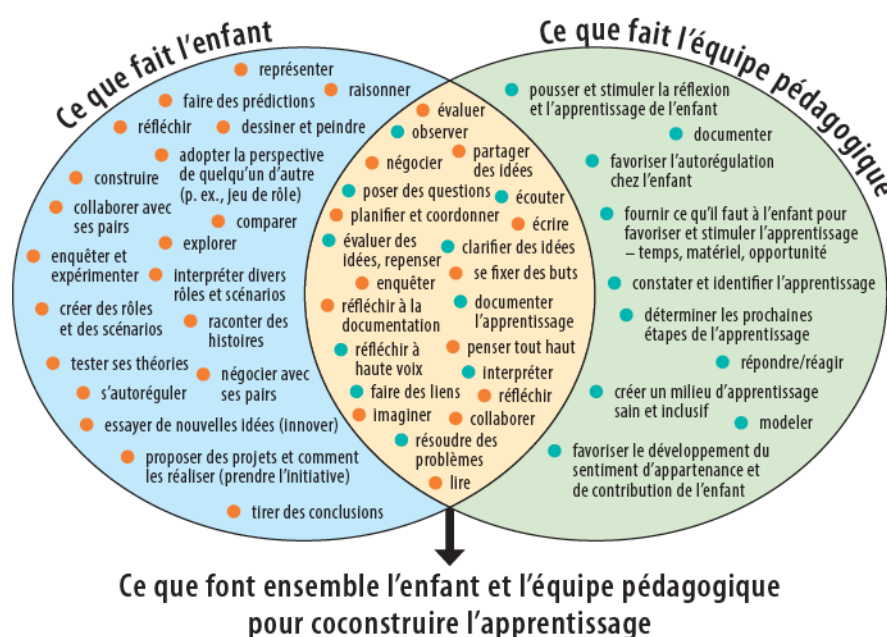 Ce que fait l'enfant
représenter
raisonner
faire des prédictions
réfléchir
dessiner et peindre
adopter la perspective
de quelqu'un d'autre
(p. ex., jeu de rôle)
construire
collaborer avec
ses pairs
comparer
explorer
enquêter et
expérimenter
interpréter divers
rôles et scénarios
créer des rôles
et des scénarios
raconter des
histoires
tester ses théories
négocier avec
ses pairs
s'autoréguler
essayer de nouvelles idées (innover)
proposer des projets et comment
les réaliser (prendre l'initiative)
tirer des conclusions
évaluer
observer
négocier
partager
des idées
poser des questions
écouter
planifier et coordonner
écrire
évaluer des
idées, repenser
clarifier des idées
se fixer des buts
enquêter
réfléchir à la
documentation
documenter
l'apprentissage
penser tout haut
réfléchir à
haute voix
interpréter
faire des liens
réfléchir
imaginer
collaborer
résoudre des
problèmes
lire
Ce que fait l'équipe pédagogique
pousser et stimuler la réflexion
et l'apprentissage de l'enfant
documenter
favoriser l'autorégulation
chez l'enfant
fournir ce qu'il faut à l'enfant pour
favoriser et stimuler l'apprentissage
– temps, matériel, opportunité
constater et identifier l'apprentissage
déterminer les prochaines
étapes de l'apprentissage
répondre/réagir
créer un milieu d'apprentissage
sain et inclusif
modeler
favoriser le développement du
sentiment d'appartenance et
de contribution de l'enfant
Ce que font ensemble l'enfant et l'équipe pédagogique
pour coconstruire l'apprentissage